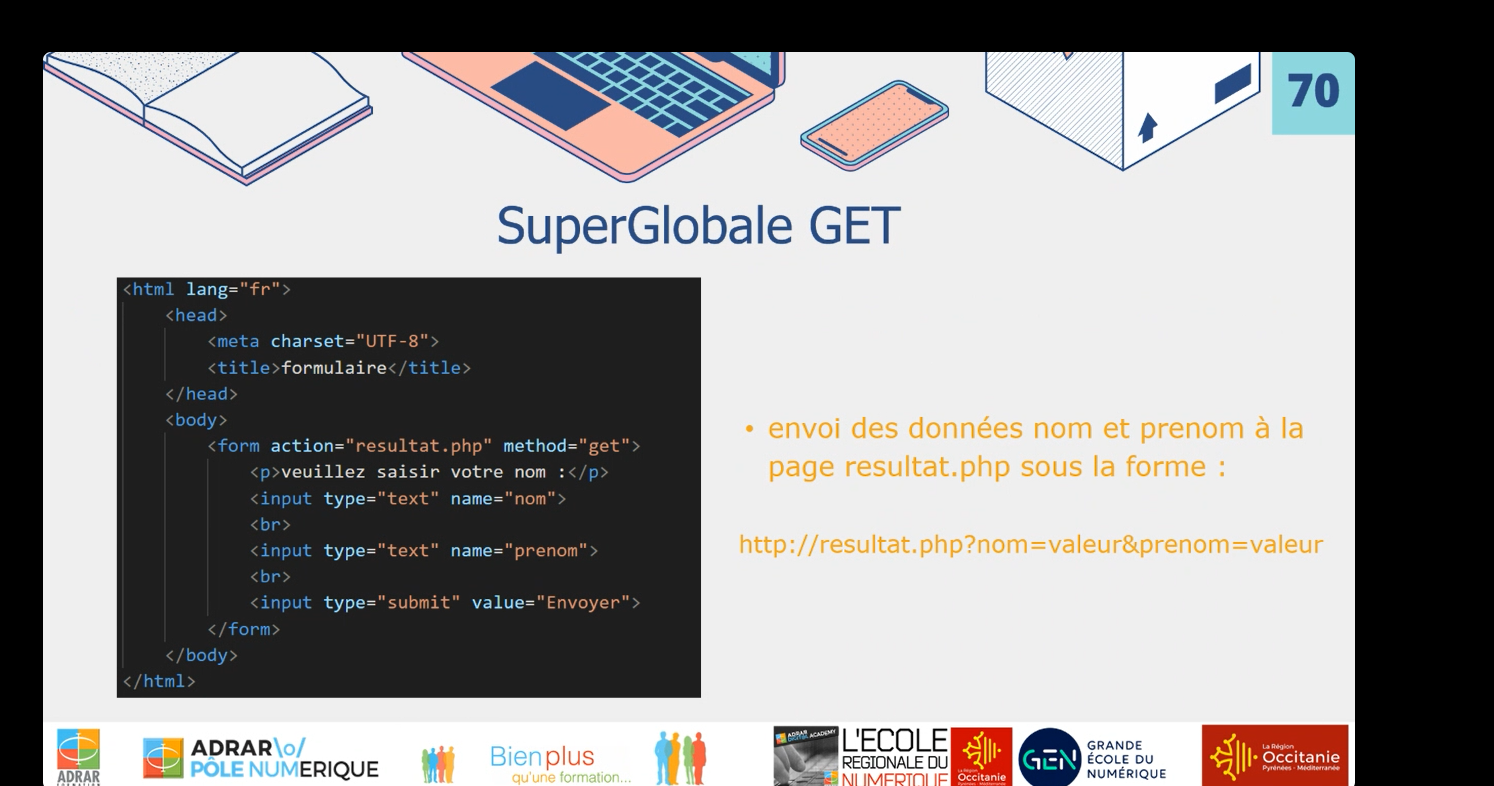 70
SuperGlobale GET
<html lang="fr">
<head>
<meta charset="UTF-8">
<title>formulaire</title>
</head>
<body>
<form action="resultat.php" method="get">
<p>veuillez saisir votre nom :</p>
<input type="text" name="nom">
<br>
<input type="text" name="prenom">
<br>
<input type="submit" value="Envoyer">
</form>
</body>
</html>
• envoi des données nom et prenom à la
page resultat.php sous la forme :
http://resultat.php?nom=valeur&prenom=valeur
ADRAR
FORMATION
ADRAR\o/
PÔLE NUMERIQUE
Bien plus
qu'une formation...
ADRAR
DIGITAL ACADEMY
L'ECOLE
REGIONALE DU
NUMERIQUE
Occitanie
GEN
GRANDE
ÉCOLE DU
NUMÉRIQUE
La Région
Occitanie
Pyrénées - Méditerranée